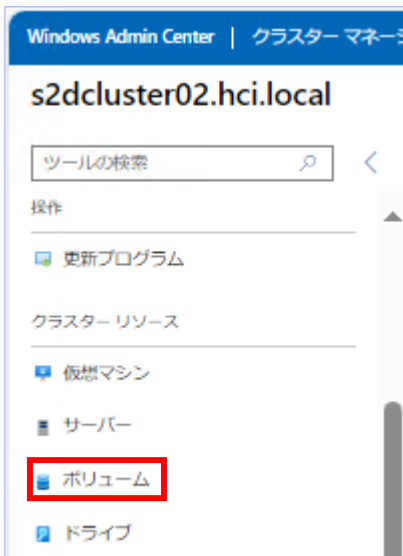 Windows Admin Center | クラスター マネー
s2dcluster02.hci.local
ツールの検索
操作
更新プログラム
クラスター リソース
仮想マシン
サーバー
ボリューム
ドライブ